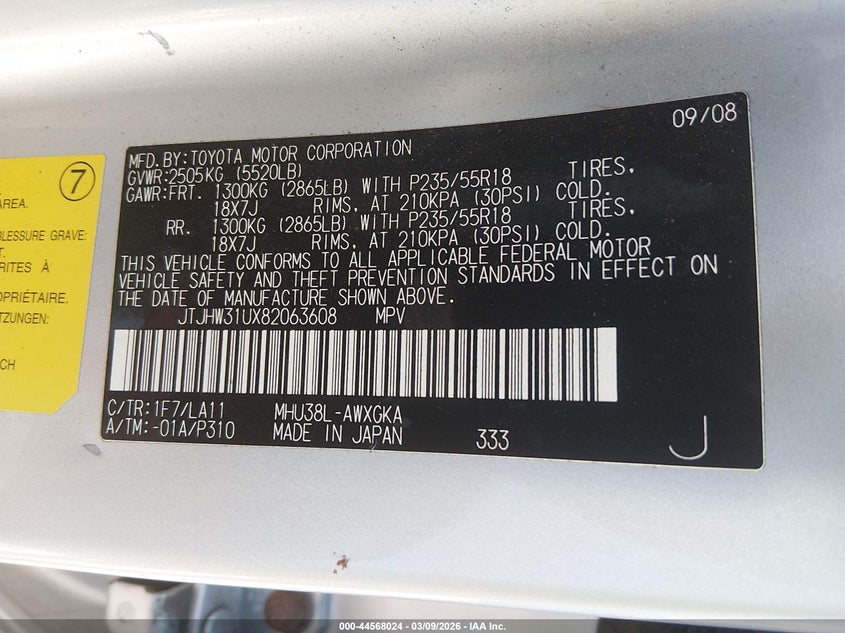 7
AREA.
BLESSURE GRAVE:
RITES À
OPRIÉTAIRE.
TZUNGEN:
CH
09/08
MFD.BY:TOYOTA MOTOR CORPORATION
GVWR:2505KG (5520LB)
GAWR:FRT. 1300KG (2865LB) WITH P235/55R18 TIRES,
18X7J RIMS, AT 210KPA (30PSI) COLD.
RR. 1300KG (2865LB) WITH P235/55R18 TIRES,
18X7J RIMS, AT 210KPA (30PSI) COLD.
THIS VEHICLE CONFORMS TO ALL APPLICABLE FEDERAL MOTOR
VEHICLE SAFETY AND THEFT PREVENTION STANDARDS IN EFFECT ON
THE DATE OF MANUFACTURE SHOWN ABOVE.
JTJHW31UX82063608 MPV
C/TR:1F7/LA11 MHU38L-AWXGKA
A/TM:-01A/P310 MADE IN JAPAN 333 J
000-44568024 | 03/09/2026 - IAA Inc.